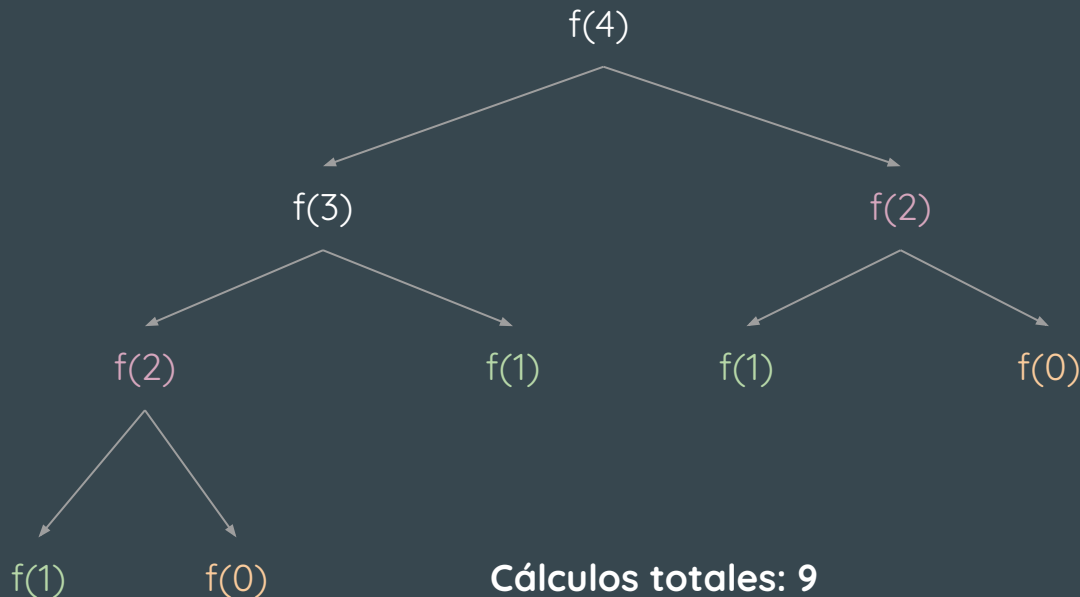 f(4)
f(3) f(2)
f(2) f(1) f(1) f(0)
f(1) f(0) Cálculos totales: 9